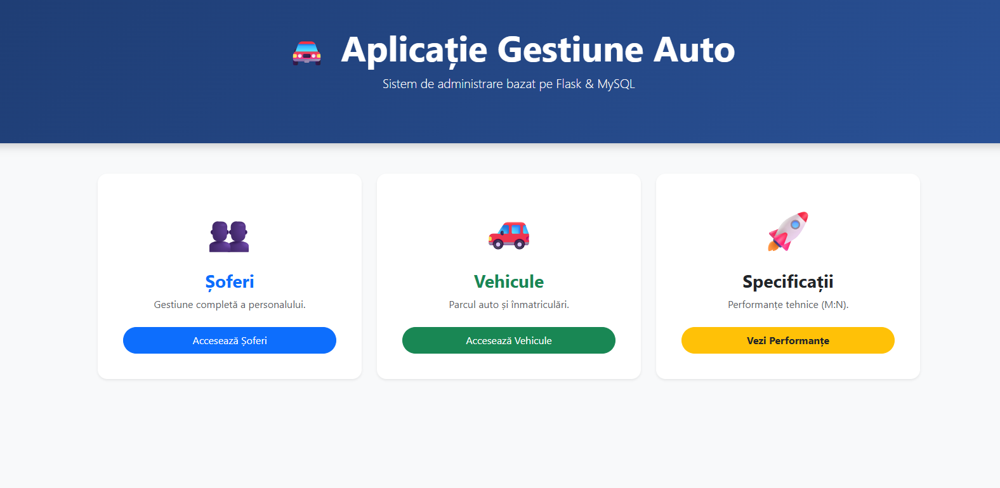 Aplicație Gestiune Auto
Sistem de administrare bazat pe Flask & MySQL
Șoferi
Gestiune completă a personalului.
Accesează Șoferi
Vehicule
Parcul auto și înmatriculări.
Accesează Vehicule
Specificații
Performanțe tehnice (M:N).
Vezi Performanțe